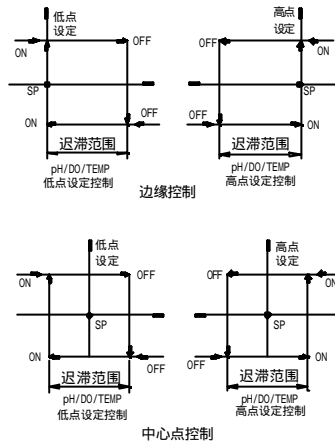 低点
设定
ON
OFF
SP
ON
OFF
迟滞范围
pH/DO/TEMP
低点设定控制
高点
设定
OFF
ON
SP
OFF
ON
迟滞范围
pH/DO/TEMP
高点设定控制
边缘控制
低点
设定
ON
OFF
SP
ON
OFF
迟滞范围
pH/DO/TEMP
低点设定控制
高点
设定
OFF
ON
SP
OFF
ON
迟滞范围
pH/DO/TEMP
高点设定控制
中心点控制